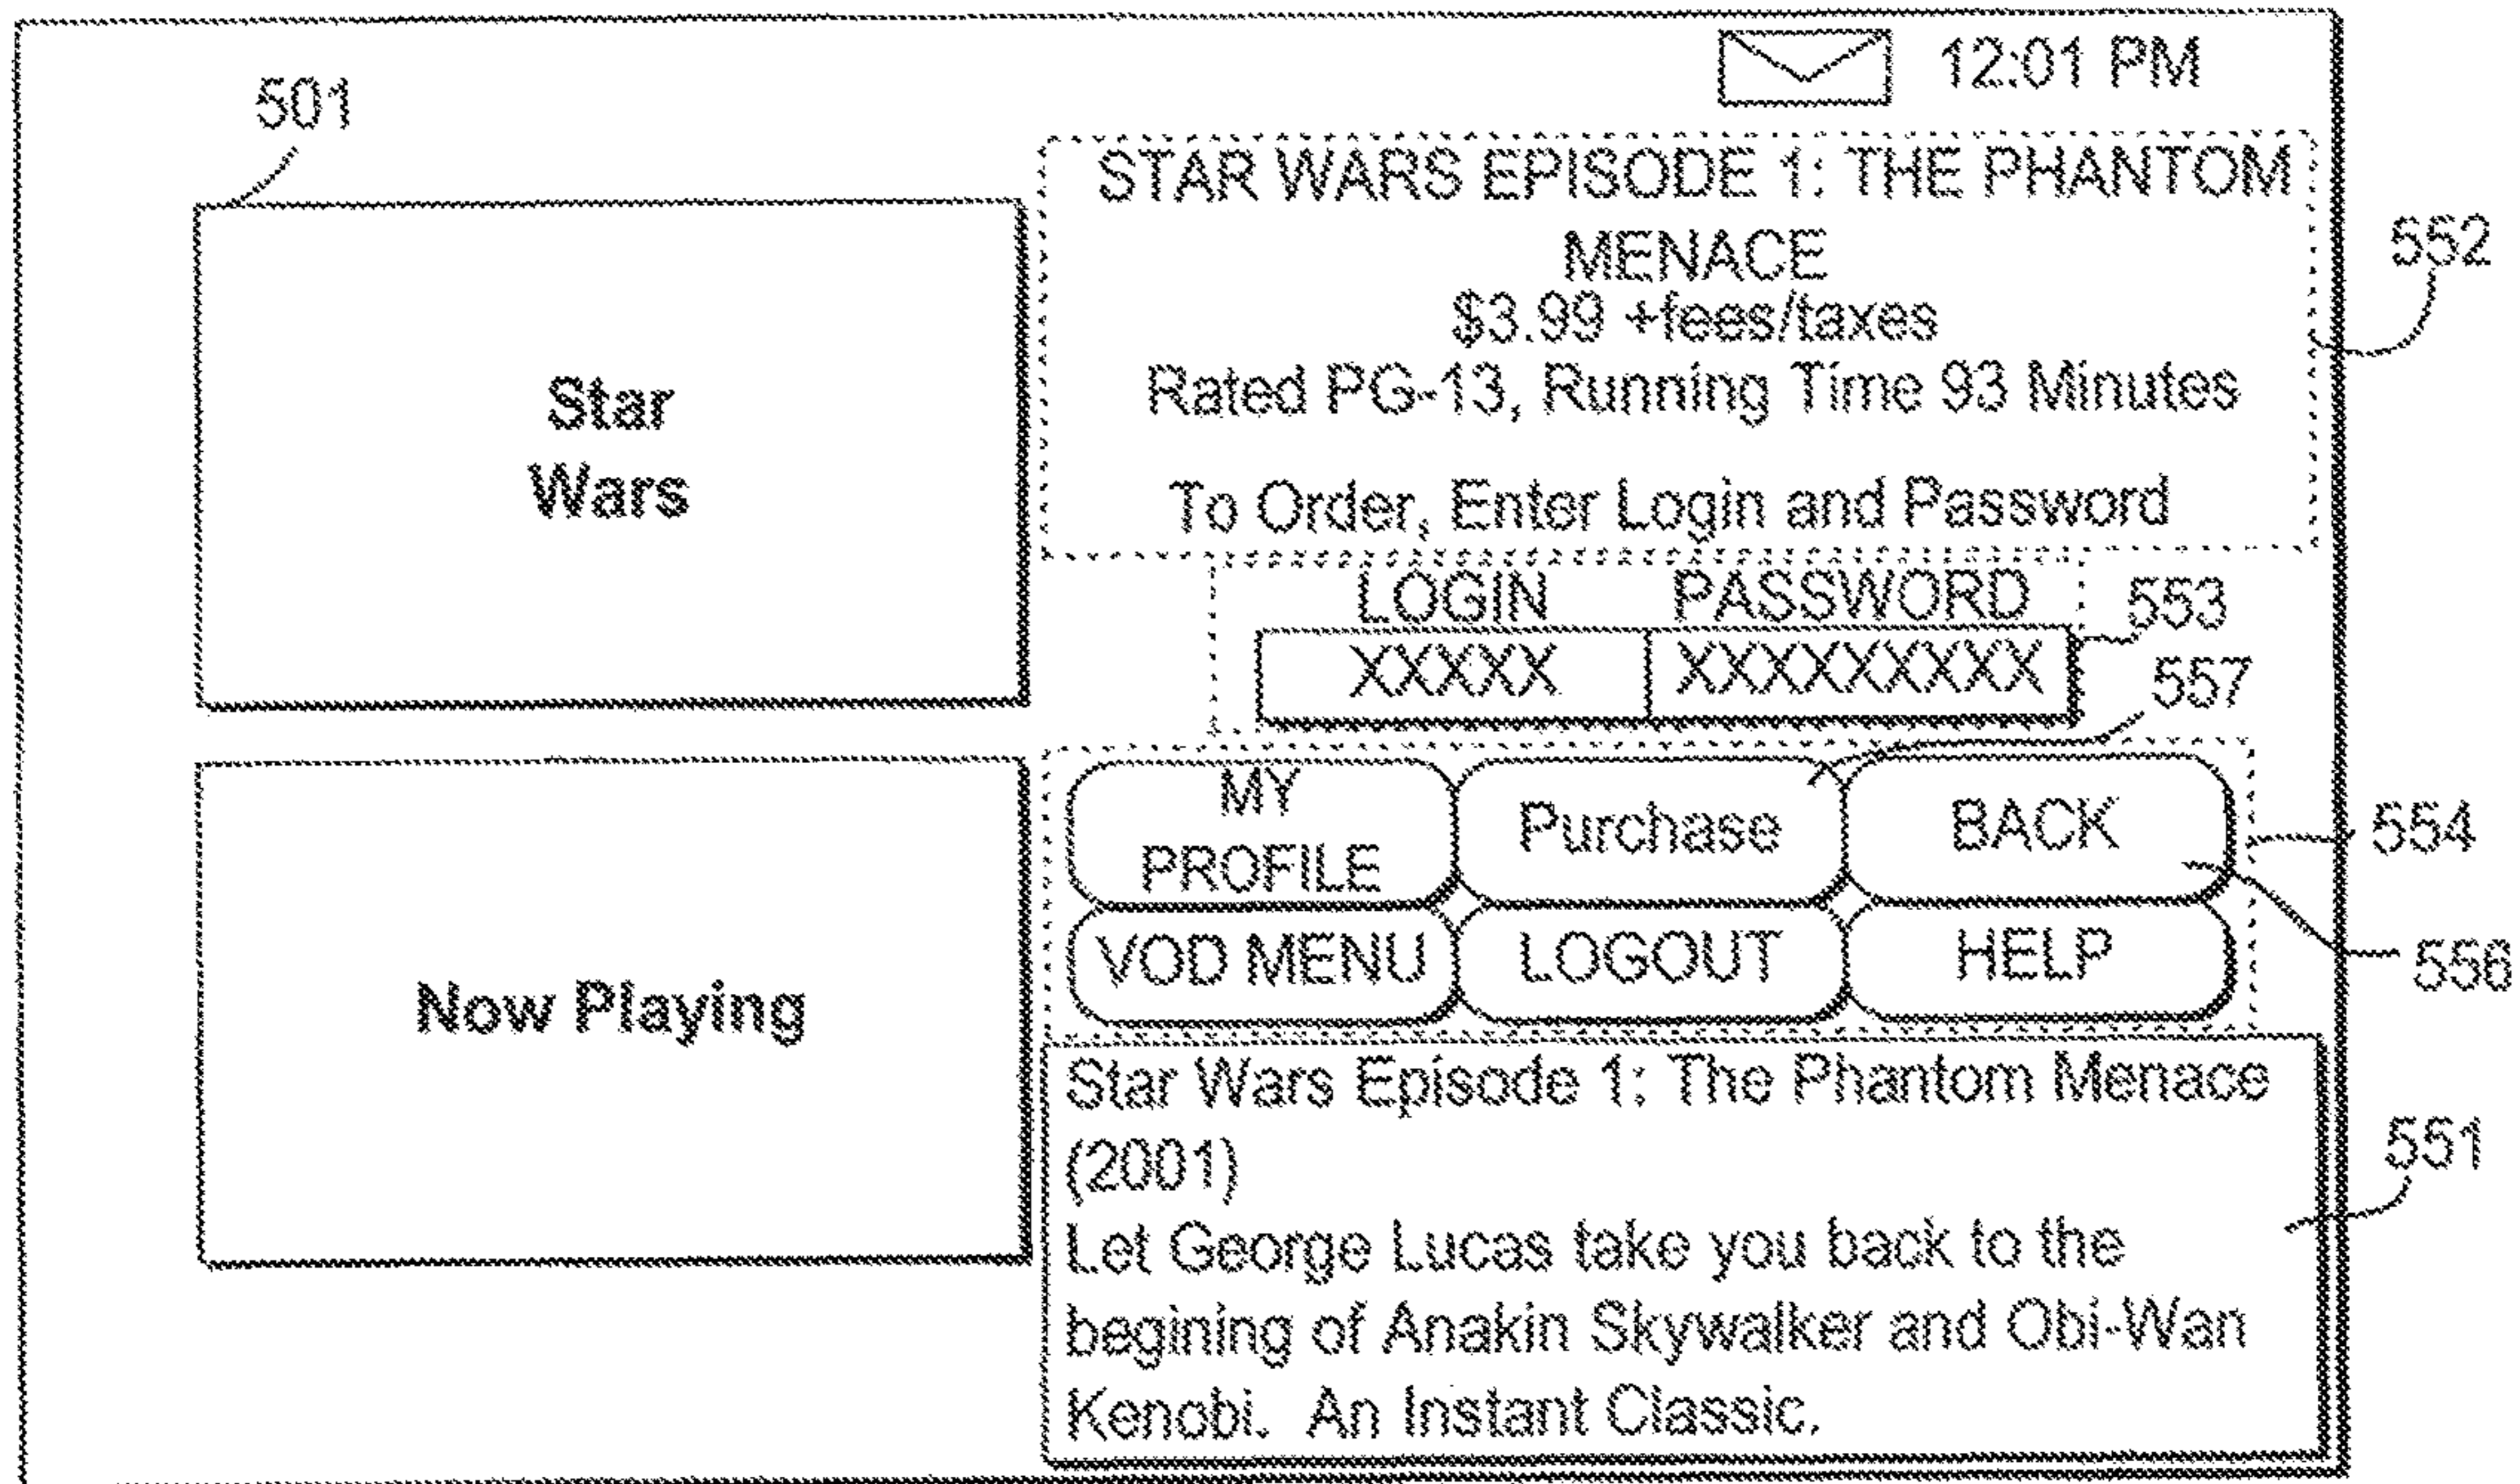 12:01 PM
501
STAR WARS EPISODE 1: THE PHANTOM
MENACE
$3.99 +fees/taxes
Rated PG-13, Running Time 93 Minutes
To Order, Enter Login and Password
552
Star
Wars
LOGIN PASSWORD
XXXXX XXXXXXXXX
553
557
MY
PROFILE
Purchase
BACK
554
VOD MENU
LOGOUT
HELP
556
Now Playing
Star Wars Episode 1: The Phantom Menace
(2001)
Let George Lucas take you back to the
begining of Anakin Skywalker and Obi-Wan
Kenobi. An Instant Classic.
551